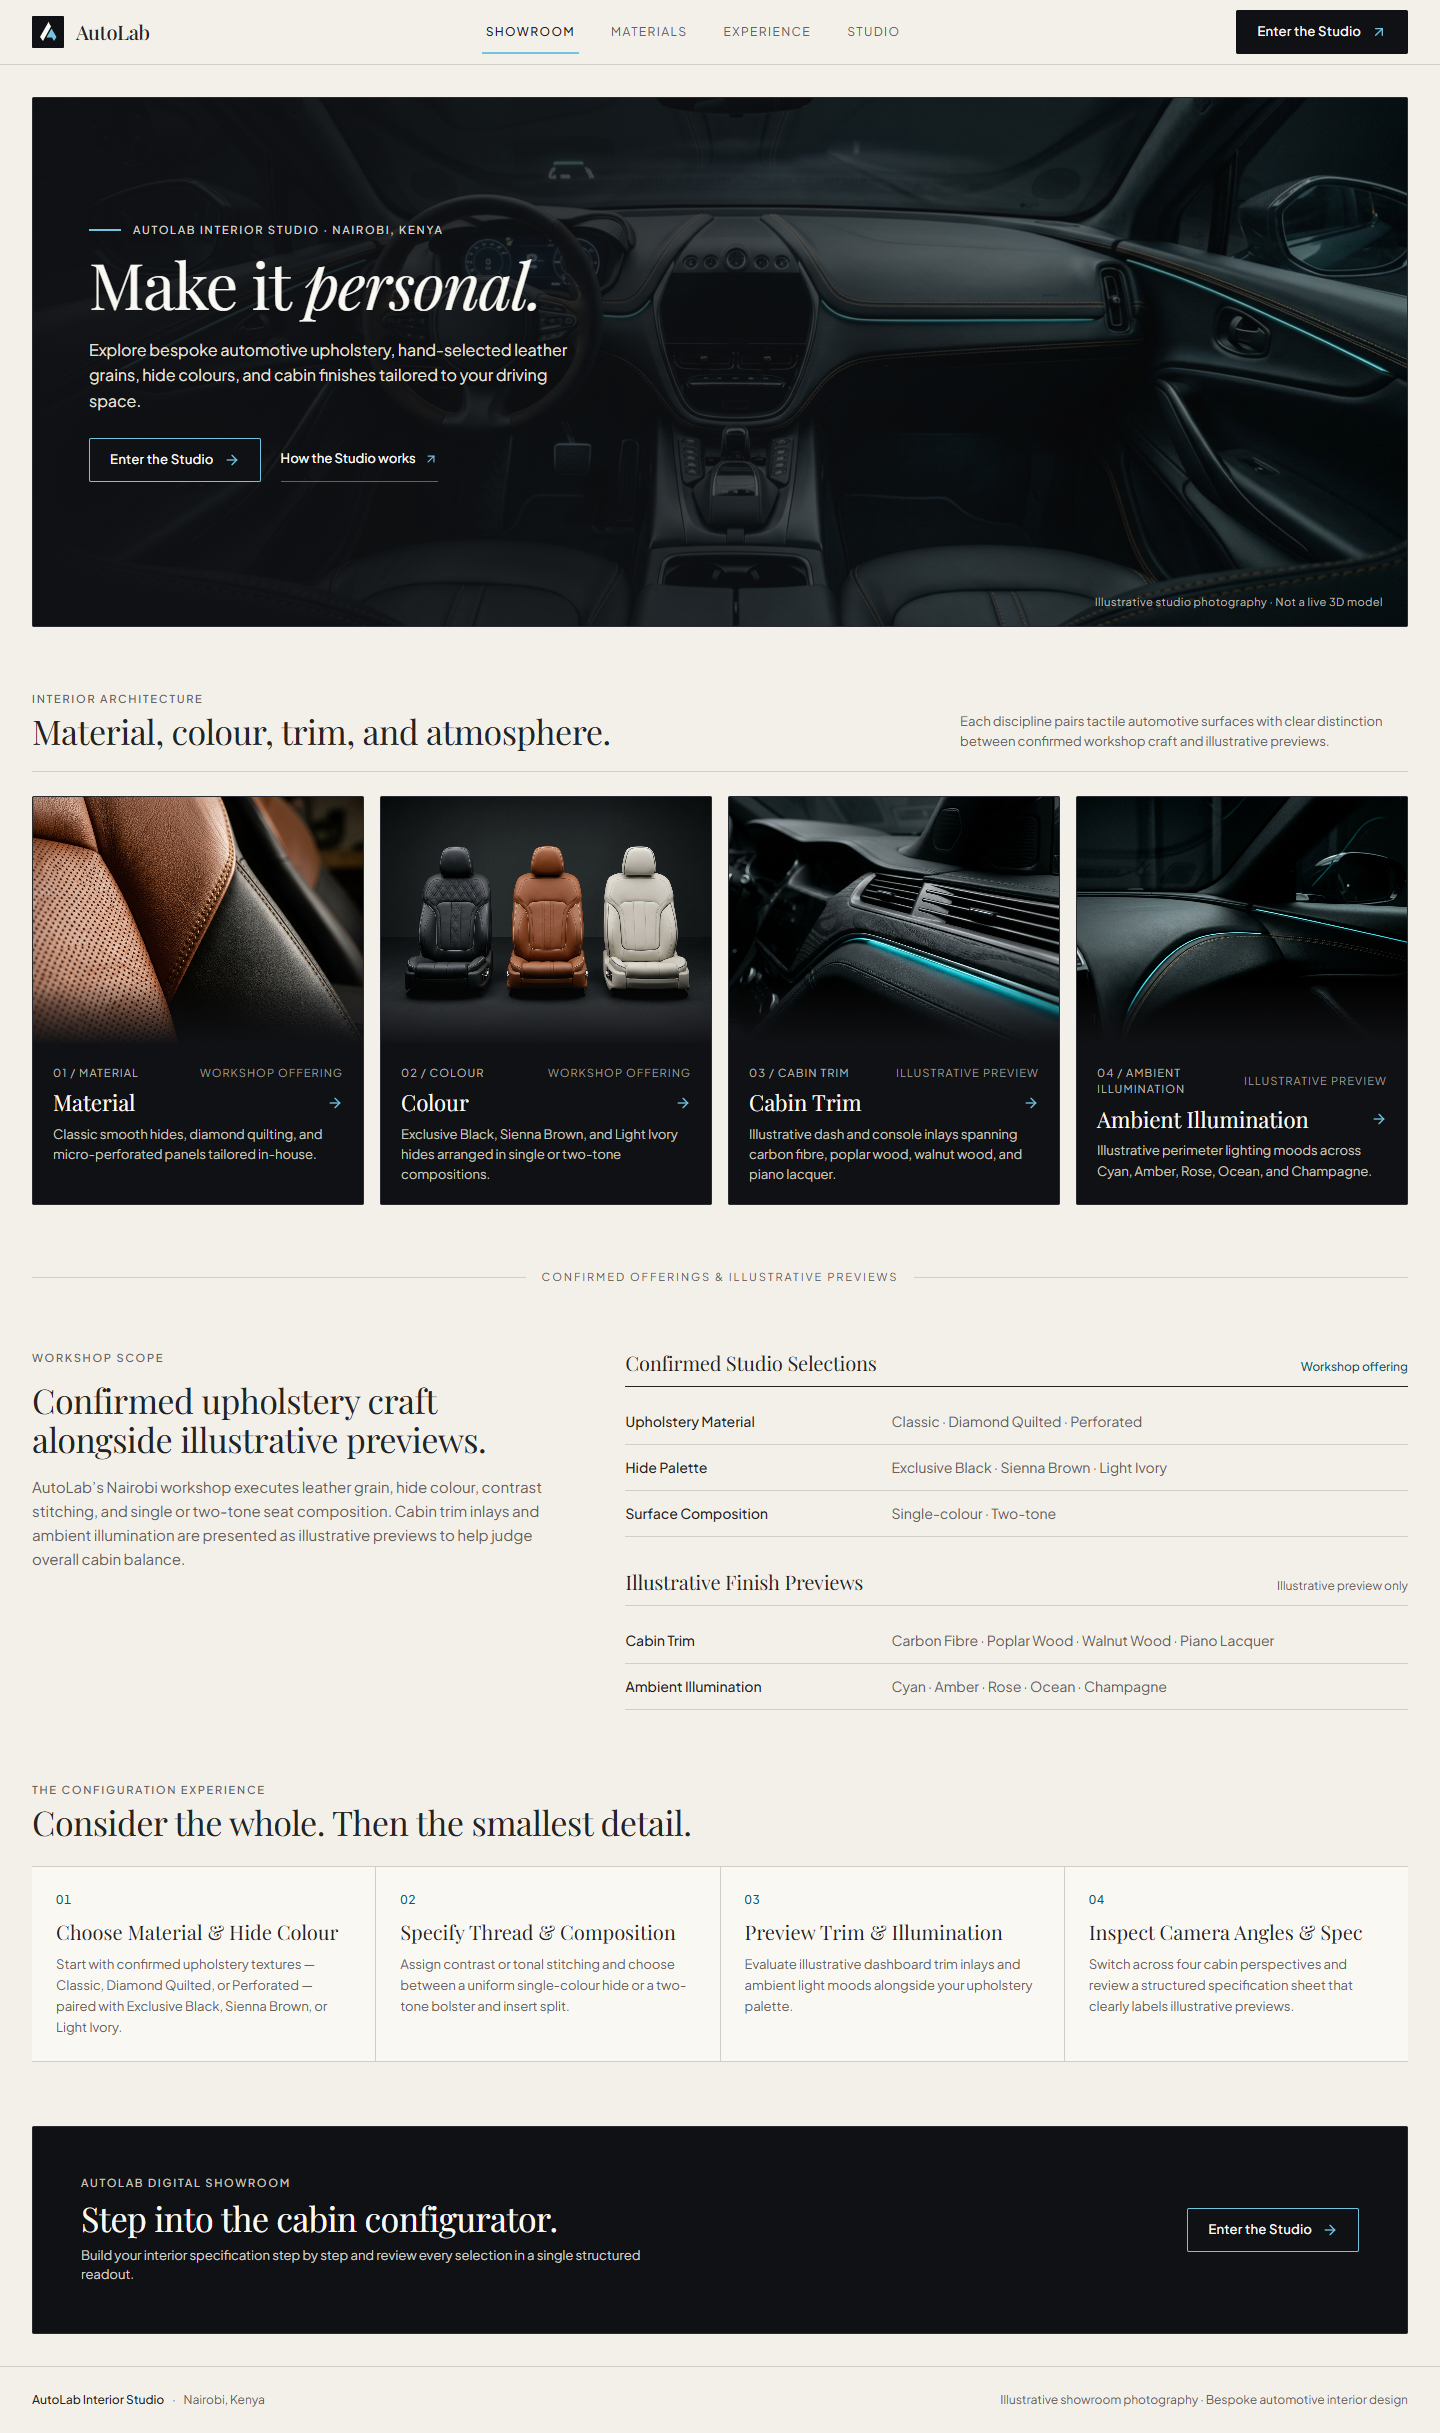 AutoLab
SHOWROOM
MATERIALS
EXPERIENCE
STUDIO
Enter the Studio
AUTOLAB INTERIOR STUDIO · NAIROBI, KENYA
Make it personal.
Explore bespoke automotive upholstery, hand-selected leather
grains, hide colours, and cabin finishes tailored to your driving
space.
Enter the Studio
How the Studio works
Illustrative studio photography · Not a live 3D model
INTERIOR ARCHITECTURE
Material, colour, trim, and atmosphere.
Each discipline pairs tactile automotive surfaces with clear distinction
between confirmed workshop craft and illustrative previews.
01 / MATERIAL
WORKSHOP OFFERING
Material
Classic smooth hides, diamond quilting, and
micro-perforated panels tailored in-house.
02 / COLOUR
WORKSHOP OFFERING
Colour
Exclusive Black, Sienna Brown, and Light Ivory
hides arranged in single or two-tone
compositions.
03 / CABIN TRIM
ILLUSTRATIVE PREVIEW
Cabin Trim
Illustrative dash and console inlays spanning
carbon fibre, poplar wood, walnut wood, and
piano lacquer.
04 / AMBIENT
ILLUMINATION
ILLUSTRATIVE PREVIEW
Ambient Illumination
Illustrative perimeter lighting moods across
Cyan, Amber, Rose, Ocean, and Champagne.
CONFIRMED OFFERINGS & ILLUSTRATIVE PREVIEWS
WORKSHOP SCOPE
Confirmed upholstery craft
alongside illustrative previews.
AutoLab’s Nairobi workshop executes leather grain, hide colour, contrast
stitching, and single or two-tone seat composition. Cabin trim inlays and
ambient illumination are presented as illustrative previews to help judge
overall cabin balance.
Confirmed Studio Selections
Workshop offering
Upholstery Material
Classic · Diamond Quilted · Perforated
Hide Palette
Exclusive Black · Sienna Brown · Light Ivory
Surface Composition
Single-colour · Two-tone
Illustrative Finish Previews
Illustrative preview only
Cabin Trim
Carbon Fibre · Poplar Wood · Walnut Wood · Piano Lacquer
Ambient Illumination
Cyan · Amber · Rose · Ocean · Champagne
THE CONFIGURATION EXPERIENCE
Consider the whole. Then the smallest detail.
01
Choose Material & Hide Colour
Start with confirmed upholstery textures —
Classic, Diamond Quilted, or Perforated —
paired with Exclusive Black, Sienna Brown, or
Light Ivory.
02
Specify Thread & Composition
Assign contrast or tonal stitching and choose
between a uniform single-colour hide or a two-
tone bolster and insert split.
03
Preview Trim & Illumination
Evaluate illustrative dashboard trim inlays and
ambient light moods alongside your upholstery
palette.
04
Inspect Camera Angles & Spec
Switch across four cabin perspectives and
review a structured specification sheet that
clearly labels illustrative previews.
AUTOLAB DIGITAL SHOWROOM
Step into the cabin configurator.
Build your interior specification step by step and review every selection in a single structured
readout.
Enter the Studio
AutoLab Interior Studio · Nairobi, Kenya
Illustrative showroom photography · Bespoke automotive interior design